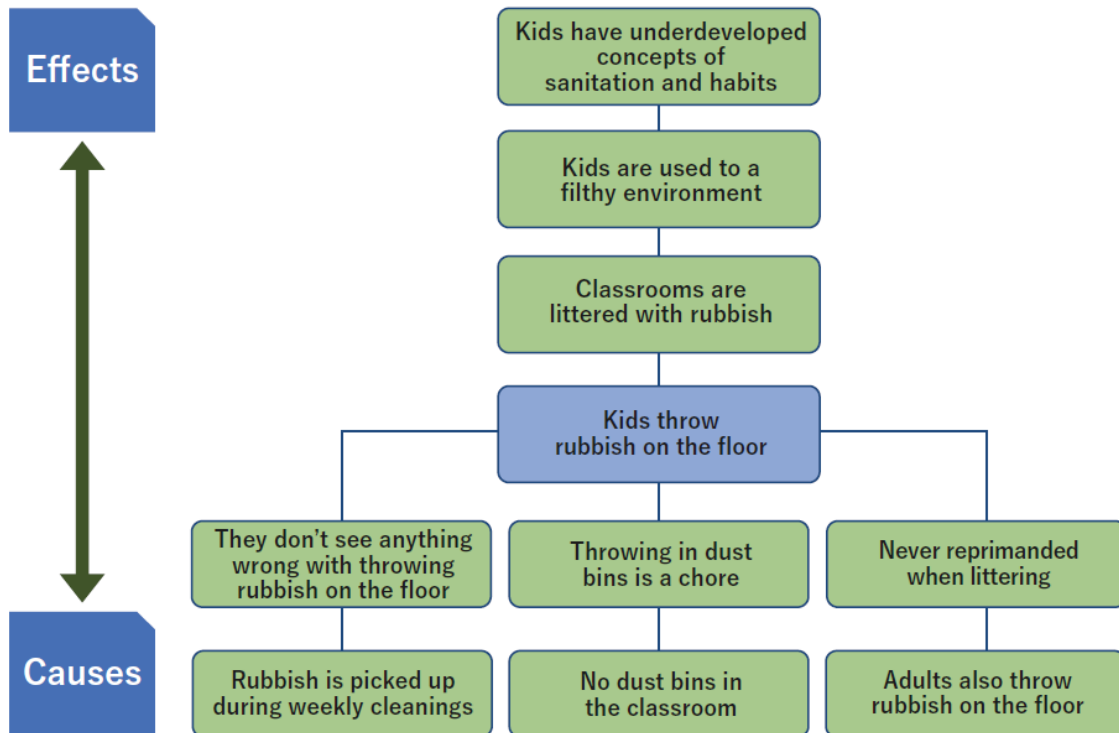 Effects
Kids have underdeveloped
concepts of
sanitation and habits
Kids are used to a
filthy environment
Classrooms are
littered with rubbish
Kids throw
rubbish on the floor
They don’t see anything
wrong with throwing
rubbish on the floor
Throwing in dust
bins is a chore
Never reprimanded
when littering
Causes
Rubbish is picked up
during weekly cleanings
No dust bins in
the classroom
Adults also throw
rubbish on the floor